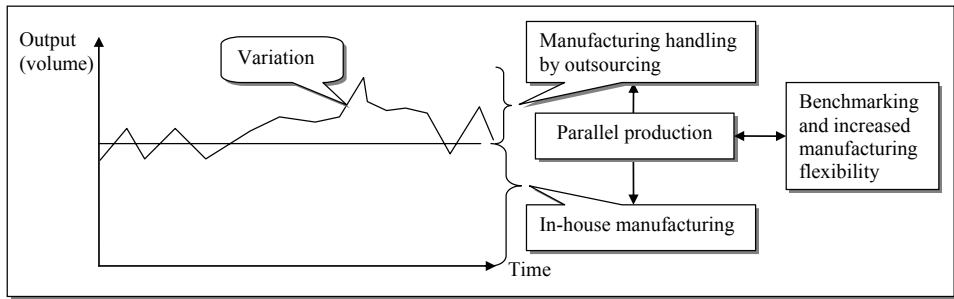 Output
(volume)
Variation
Manufacturing handling
by outsourcing
Parallel production
Benchmarking
and increased
manufacturing
flexibility
In-house manufacturing
Time